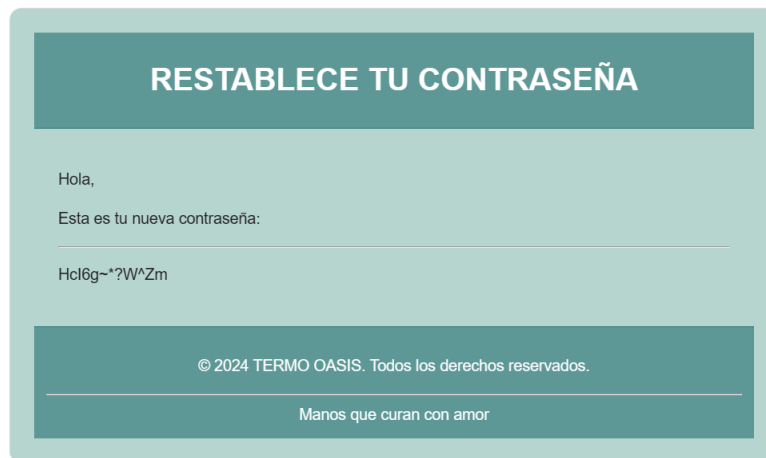 RESTABLECE TU CONTRASEÑA
Hola,
Esta es tu nueva contraseña:
Hcl6g~*?W^Zm
© 2024 TERMO OASIS. Todos los derechos reservados.
Manos que curan con amor